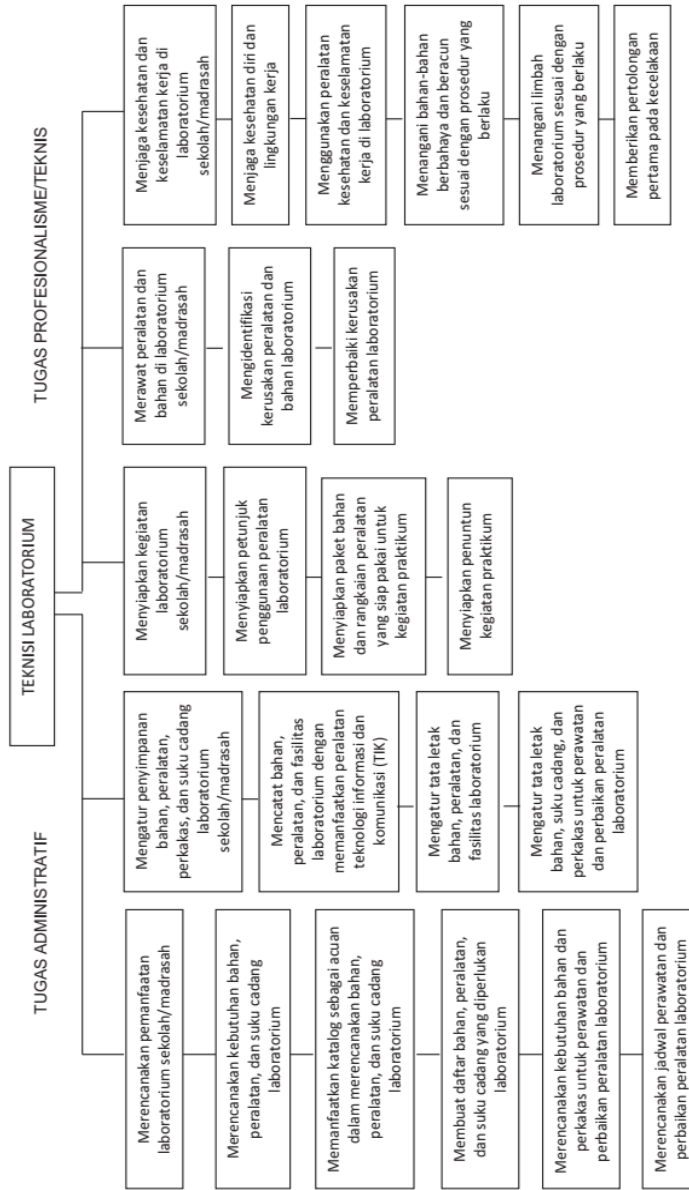 TUGAS ADMINISTRATIF
TEKNISI LABORATORIUM
TUGAS PROFESIONALISME/TEKNIS
Merencanakan pemanfaatan
laboratorium sekolah/madrasah
Merencanakan kebutuhan bahan,
peralatan, dan suku cadang
laboratorium
Memanfaatkan katalog sebagai acuan
dalam merencanakan bahan,
peralatan, dan suku cadang
laboratorium
Membuat daftar bahan, peralatan,
dan suku cadang yang diperlukan
laboratorium
Merencanakan kebutuhan bahan dan
perkakas untuk perawatan dan
perbaikan peralatan laboratorium
Merencanakan jadwal perawatan dan
perbaikan peralatan laboratorium
Mengatur penyimpanan
bahan, peralatan,
perkakas, dan suku cadang
laboratorium
sekolah/madrasah
Mencatat bahan,
peralatan, dan fasilitas
laboratorium dengan
memanfaatkan peralatan
teknologi informasi dan
komunikasi (TIK)
Mengatur tata letak
bahan, peralatan, dan
fasilitas laboratorium
Mengatur tata letak
bahan, suku cadang, dan
perkakas untuk perawatan
dan perbaikan peralatan
laboratorium
Menyiapkan kegiatan
laboratorium
sekolah/madrasah
Menyiapkan petunjuk
penggunaan peralatan
laboratorium
Menyiapkan paket bahan
dan rangkaian peralatan
yang siap pakai untuk
kegiatan praktikum
Menyiapkan penuntun
kegiatan praktikum
Merawat peralatan dan
bahan di laboratorium
sekolah/madrasah
Mengidentifikasi
kerusakan peralatan dan
bahan laboratorium
Memperbaiki kerusakan
peralatan laboratorium
Menjaga kesehatan dan
keselamatan kerja di
laboratorium
sekolah/madrasah
Menjaga kesehatan diri dan
lingkungan kerja
Menggunakan peralatan
kesehatan dan keselamatan
kerja di laboratorium
Menangani bahan-bahan
berbahaya dan beracun
sesuai dengan prosedur yang
berlaku
Menangani limbah
laboratorium sesuai dengan
prosedur yang berlaku
Memberikan pertolongan
pertama pada kecelakaan